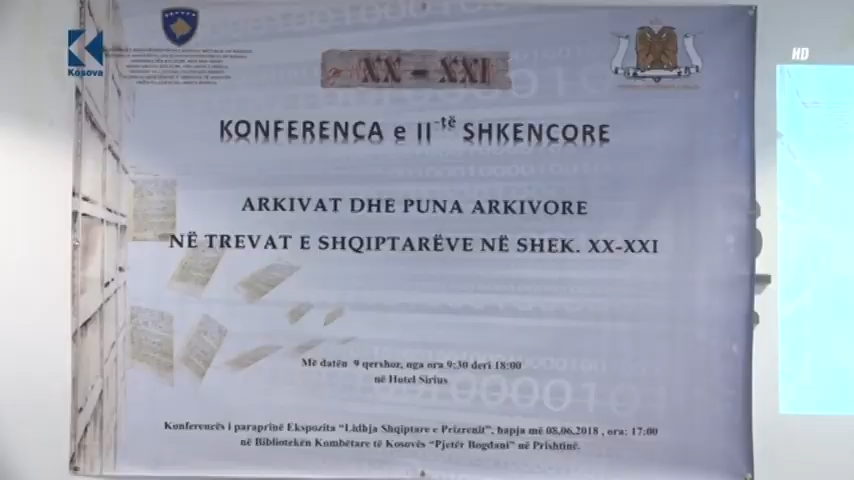 Kosova
HD
XX - XXI
KONFERENCA e II-të SHKENCORE
ARKIVAT DHE PUNA ARKIVORE
NË TREVAT E SHQIPTARËVE NË SHEK. XX-XXI
Më datën 9 qershor, nga ora 9:30 deri 18:00
në Hotel Sirius
Konferencës i paraprinë Ekspozita “Lidhja Shqiptare e Prizrenit”, hapja më 08.06.2018 , ora: 17:00
në Bibliotekën Kombëtare të Kosovës “Pjetër Bogdani” në Prishtinë.